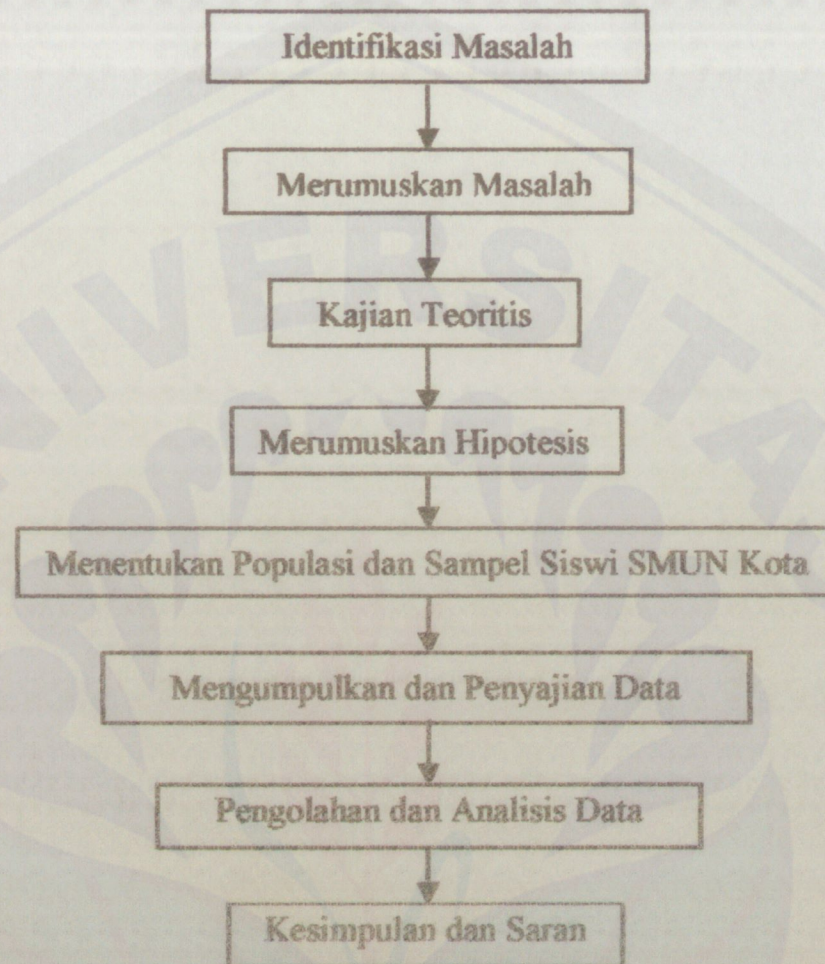 Identifikasi Masalah
Merumuskan Masalah
Kajian Teoritis
Merumuskan Hipotesis
Menentukan Populasi dan Sampel Siswi SMUN Kota
Mengumpulkan dan Penyajian Data
Pengolahan dan Analisis Data
Kesimpulan dan Saran